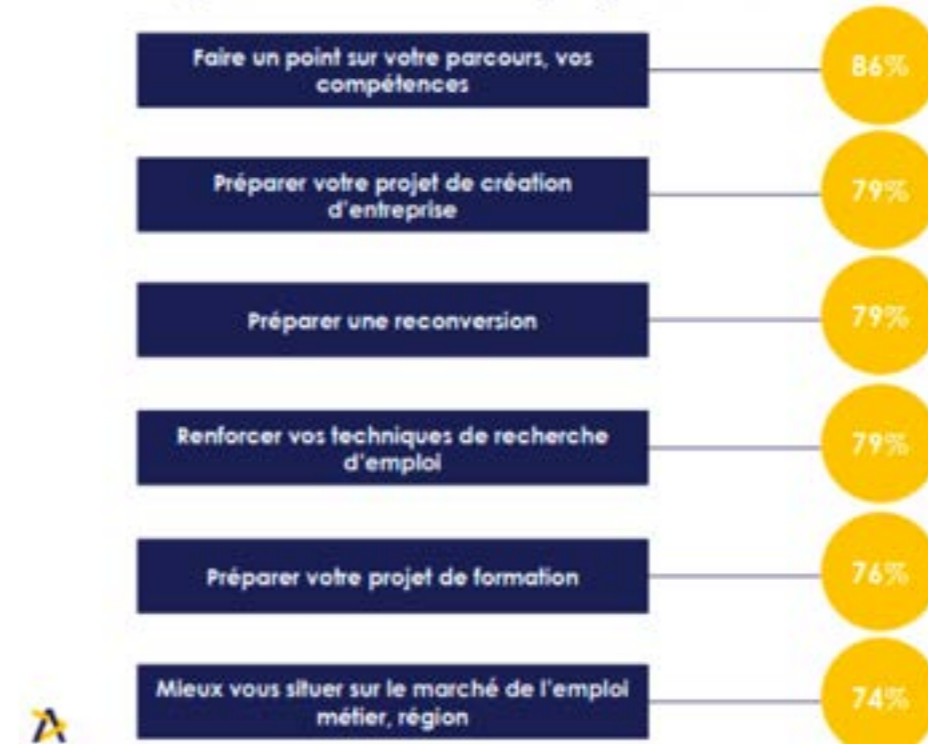 Faire un point sur votre parcours, vos
compétences
86%
Préparer votre projet de création
d'entreprise
79%
Préparer une reconversion
79%
Renforcer vos techniques de recherche
d'emploi
79%
Préparer votre projet de formation
76%
Mieux vous situer sur le marché de l'emploi
métier, région
74%